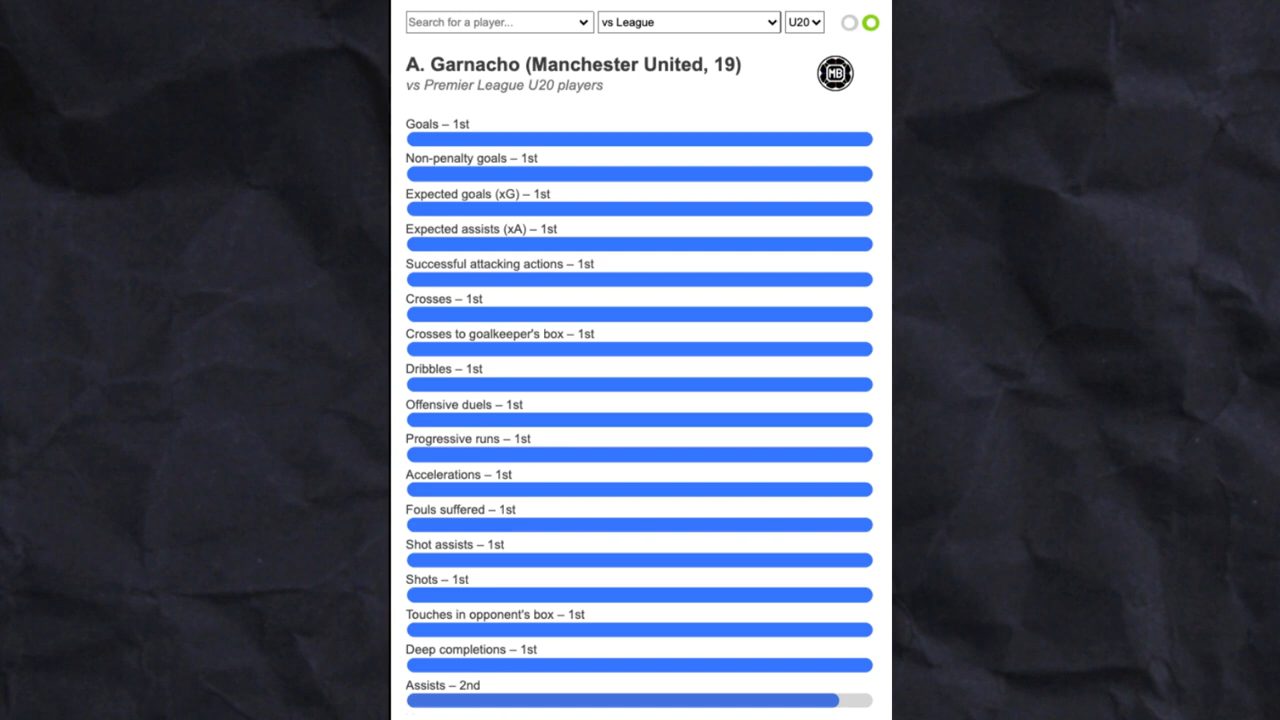 Search for a player... vs League U20
A. Garnacho (Manchester United, 19)
MB
vs Premier League U20 players
Goals – 1st
Non-penalty goals – 1st
Expected goals (xG) – 1st
Expected assists (xA) – 1st
Successful attacking actions – 1st
Crosses – 1st
Crosses to goalkeeper's box – 1st
Dribbles – 1st
Offensive duels – 1st
Progressive runs – 1st
Accelerations – 1st
Fouls suffered – 1st
Shot assists – 1st
Shots – 1st
Touches in opponent's box – 1st
Deep completions – 1st
Assists – 2nd